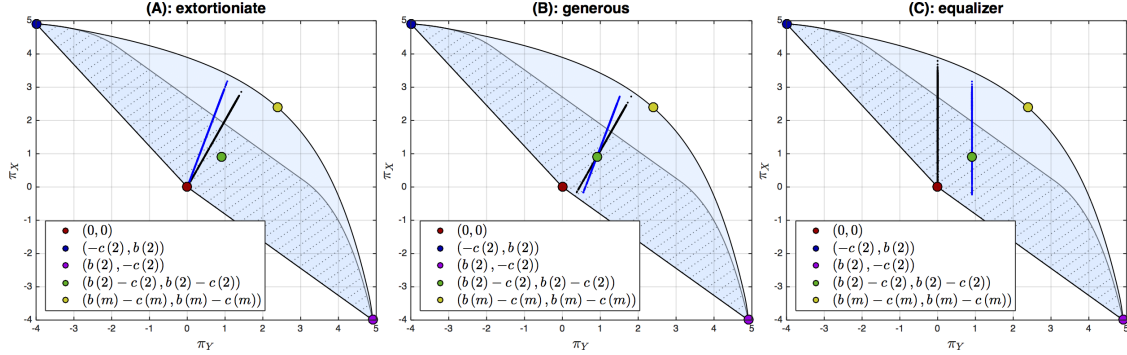 (A): extortionate
5
4
3
2
1
0
-1
-2
-3
-4
π_X
(0, 0)
(−c (2), b (2))
(b (2), −c (2))
(b (2) − c (2), b (2) − c (2))
(b (m) − c (m), b (m) − c (m))
-4 -3 -2 -1 0 1 2 3 4 5
π_Y
(B): generous
5
4
3
2
1
0
-1
-2
-3
-4
π_X
(0, 0)
(−c (2), b (2))
(b (2), −c (2))
(b (2) − c (2), b (2) − c (2))
(b (m) − c (m), b (m) − c (m))
-4 -3 -2 -1 0 1 2 3 4 5
π_Y
(C): equalizer
5
4
3
2
1
0
-1
-2
-3
-4
π_X
(0, 0)
(−c (2), b (2))
(b (2), −c (2))
(b (2) − c (2), b (2) − c (2))
(b (m) − c (m), b (m) − c (m))
-4 -3 -2 -1 0 1 2 3 4 5
π_Y